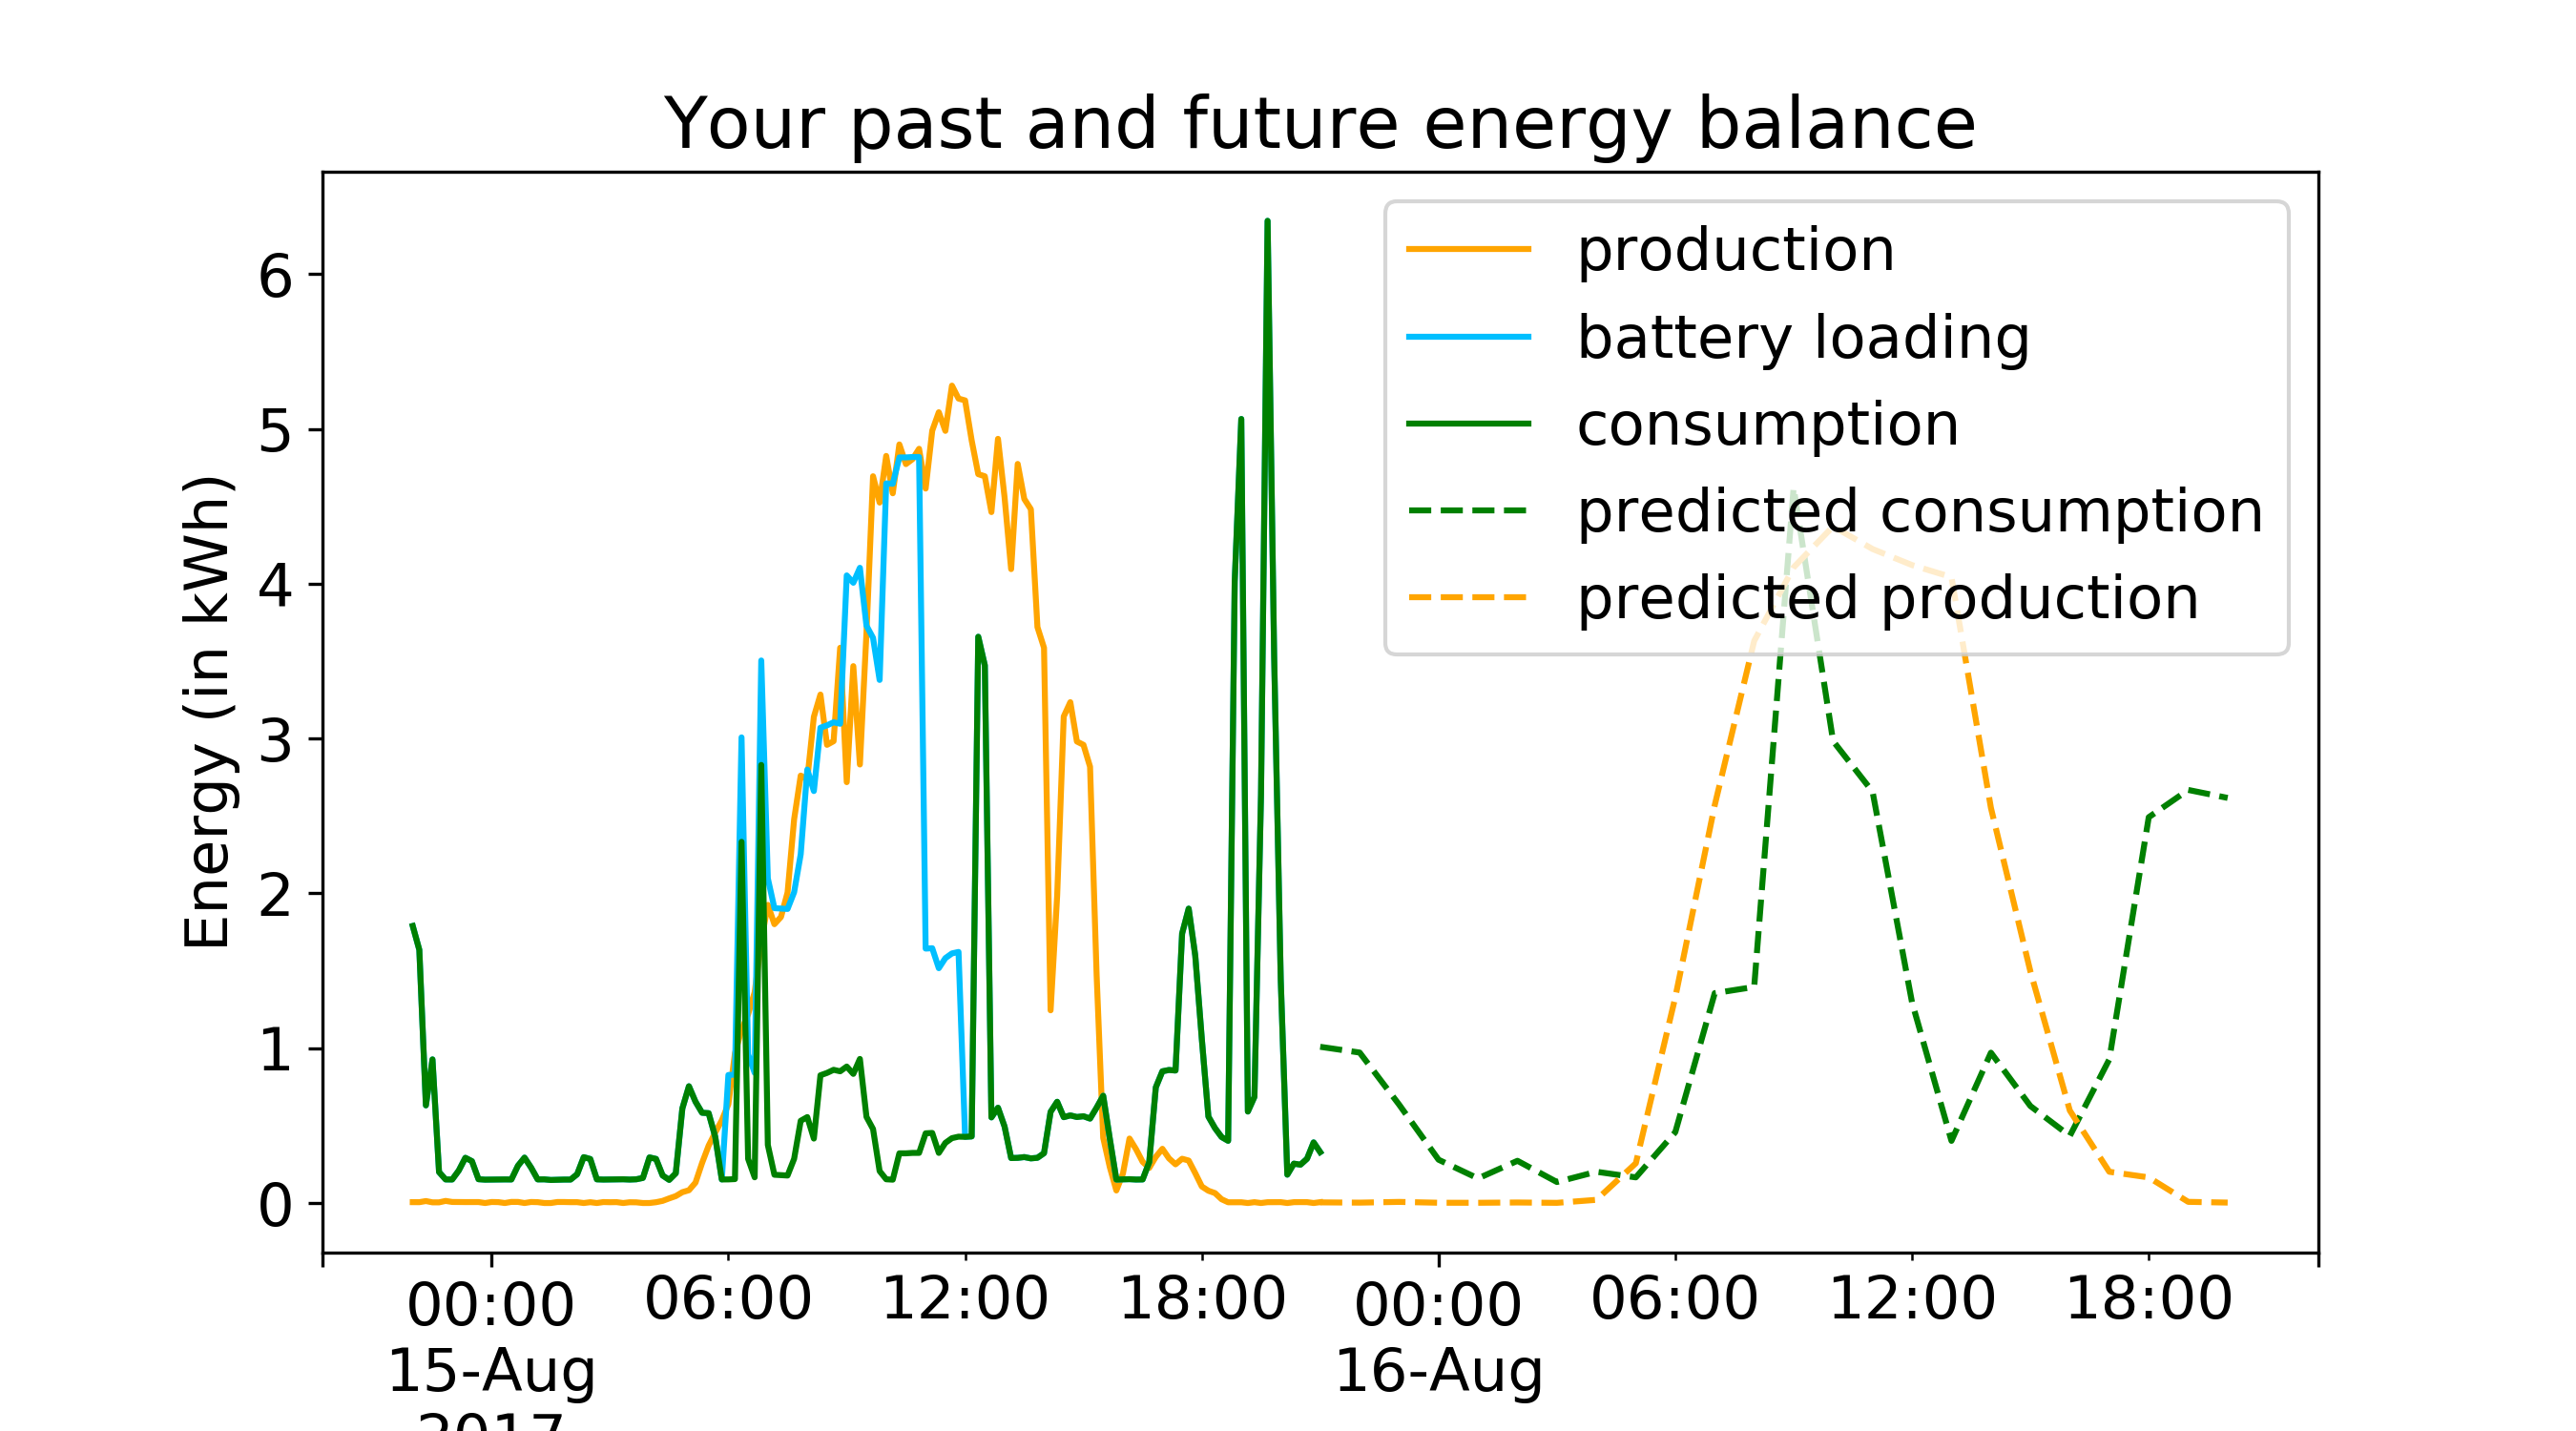 Your past and future energy balance
Energy (in kWh)
6
5
4
3
2
1
0
production
battery loading
consumption
predicted consumption
predicted production
00:00 06:00 12:00 18:00 00:00 06:00 12:00 18:00
15-Aug 16-Aug
2017